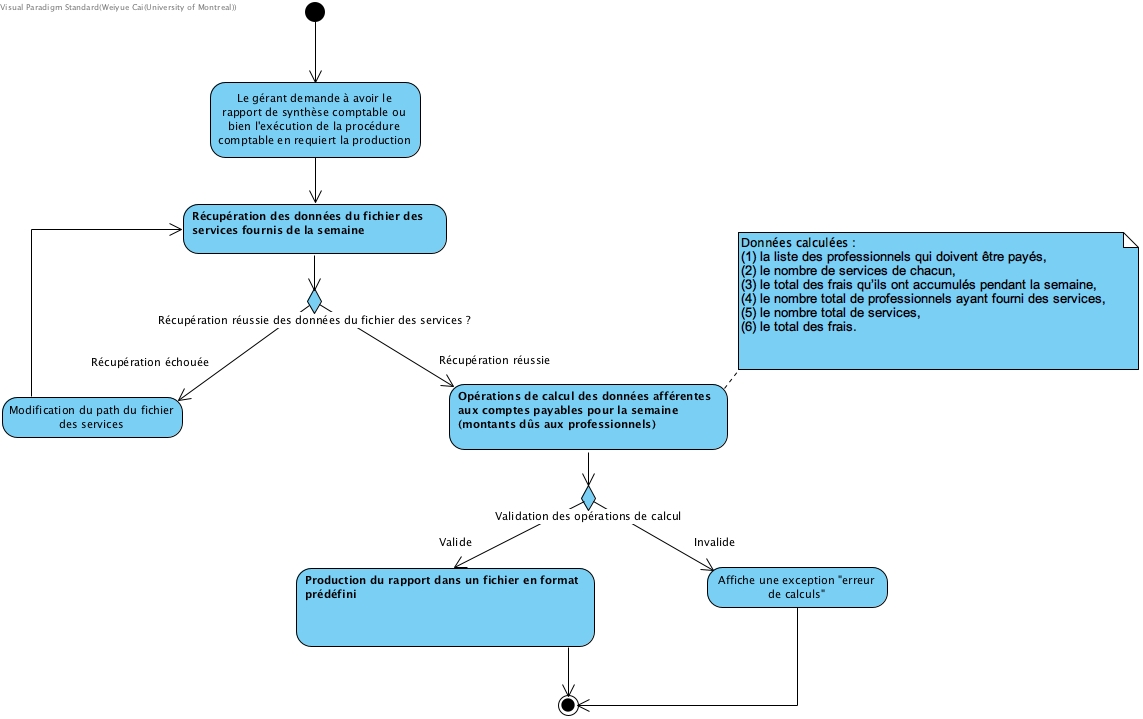 Visual Paradigm Standard(Weiyue Cai(University of Montreal))
Le gérant demande à avoir le
rapport de synthèse comptable ou
bien l'exécution de la procédure
comptable en requiert la production
Récupération des données du fichier des
services fournis de la semaine
Récupération réussie des données du fichier des services ?
Récupération échouée
Récupération réussie
Modification du path du fichier
des services
Données calculées :
(1) la liste des professionnels qui doivent être payés,
(2) le nombre de services de chacun,
(3) le total des frais qu'ils ont accumulés pendant la semaine,
(4) le nombre total de professionnels ayant fourni des services,
(5) le nombre total de services,
(6) le total des frais.
Opérations de calcul des données afférentes
aux comptes payables pour la semaine
(montants dûs aux professionnels)
Validation des opérations de calcul
Valide
Invalide
Production du rapport dans un fichier en format
prédéfini
Affiche une exception "erreur
de calculs"